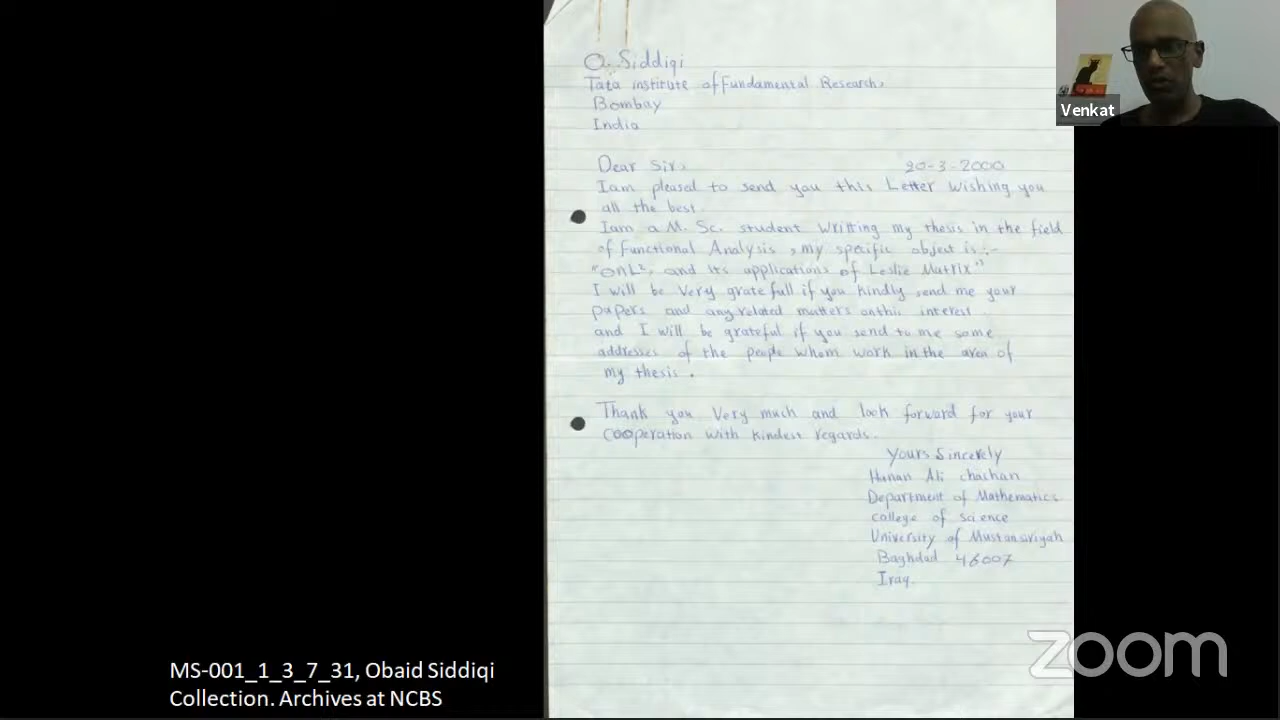 O. Siddiqi
Tata institute of Fundamental Research,
Bombay
India
Dear Sir,
20-3-2000
Iam pleased to send you this Letter wishing you
all the best.
Iam a M. Sc. student writting my thesis in the field
of Functional Analysis, my specific object is:-
"On L², and its applications of Leslie Matrix"
I will be very gratefull if you kindly send me your
papers and any related matters on this interest
and I will be grateful if you send to me some
addresses of the people whom work in the area of
my thesis.
Thank you Very much and look forward for your
cooperation with kindest regards.
Yours Sincerely
Hanan Ali chachan
Department of Mathematics
college of science
University of Mustansiriyah
Baghdad 46007
Iraq.
Venkat
MS-001_1_3_7_31, Obaid Siddiqi
Collection. Archives at NCBS
zoom